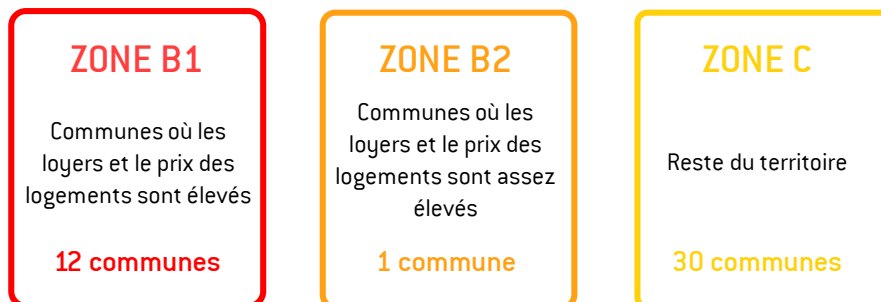 ZONE B1
Communes où les
loyers et le prix des
logements sont élevés
12 communes
ZONE B2
Communes où les
loyers et le prix des
logements sont assez
élevés
1 commune
ZONE C
Reste du territoire
30 communes